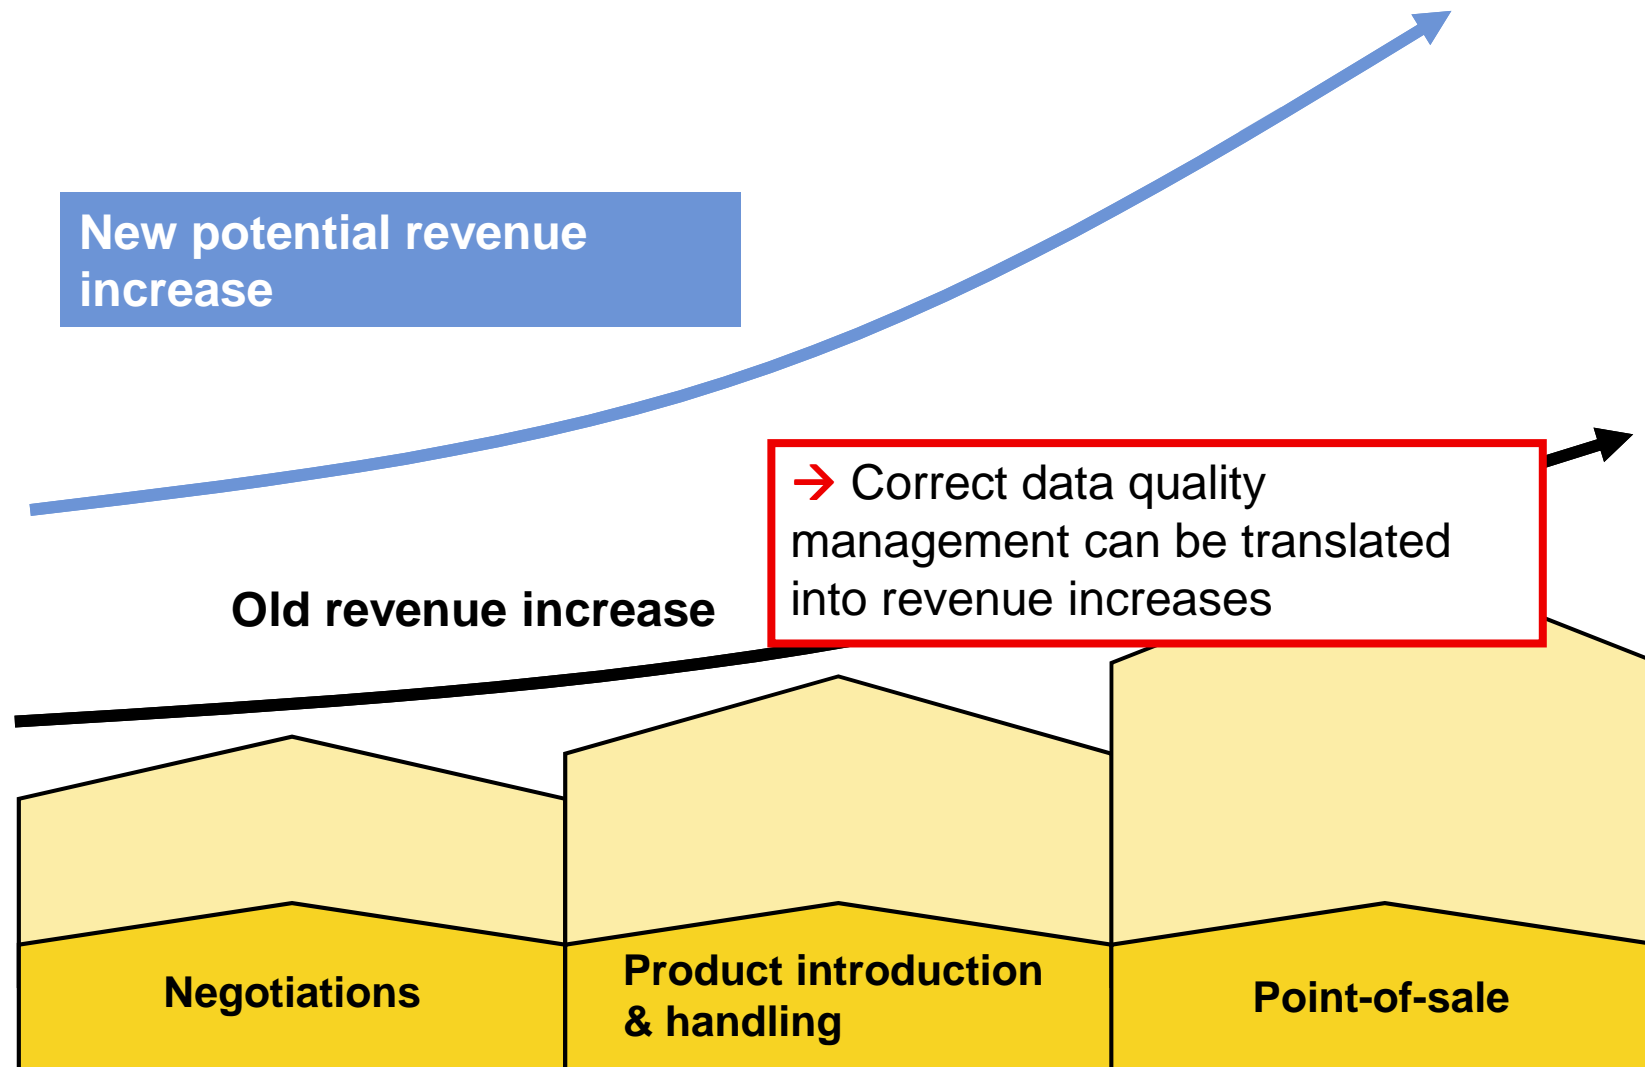 New potential revenue
increase
→ Correct data quality
management can be translated
into revenue increases
Old revenue increase
Negotiations
Product introduction
& handling
Point-of-sale